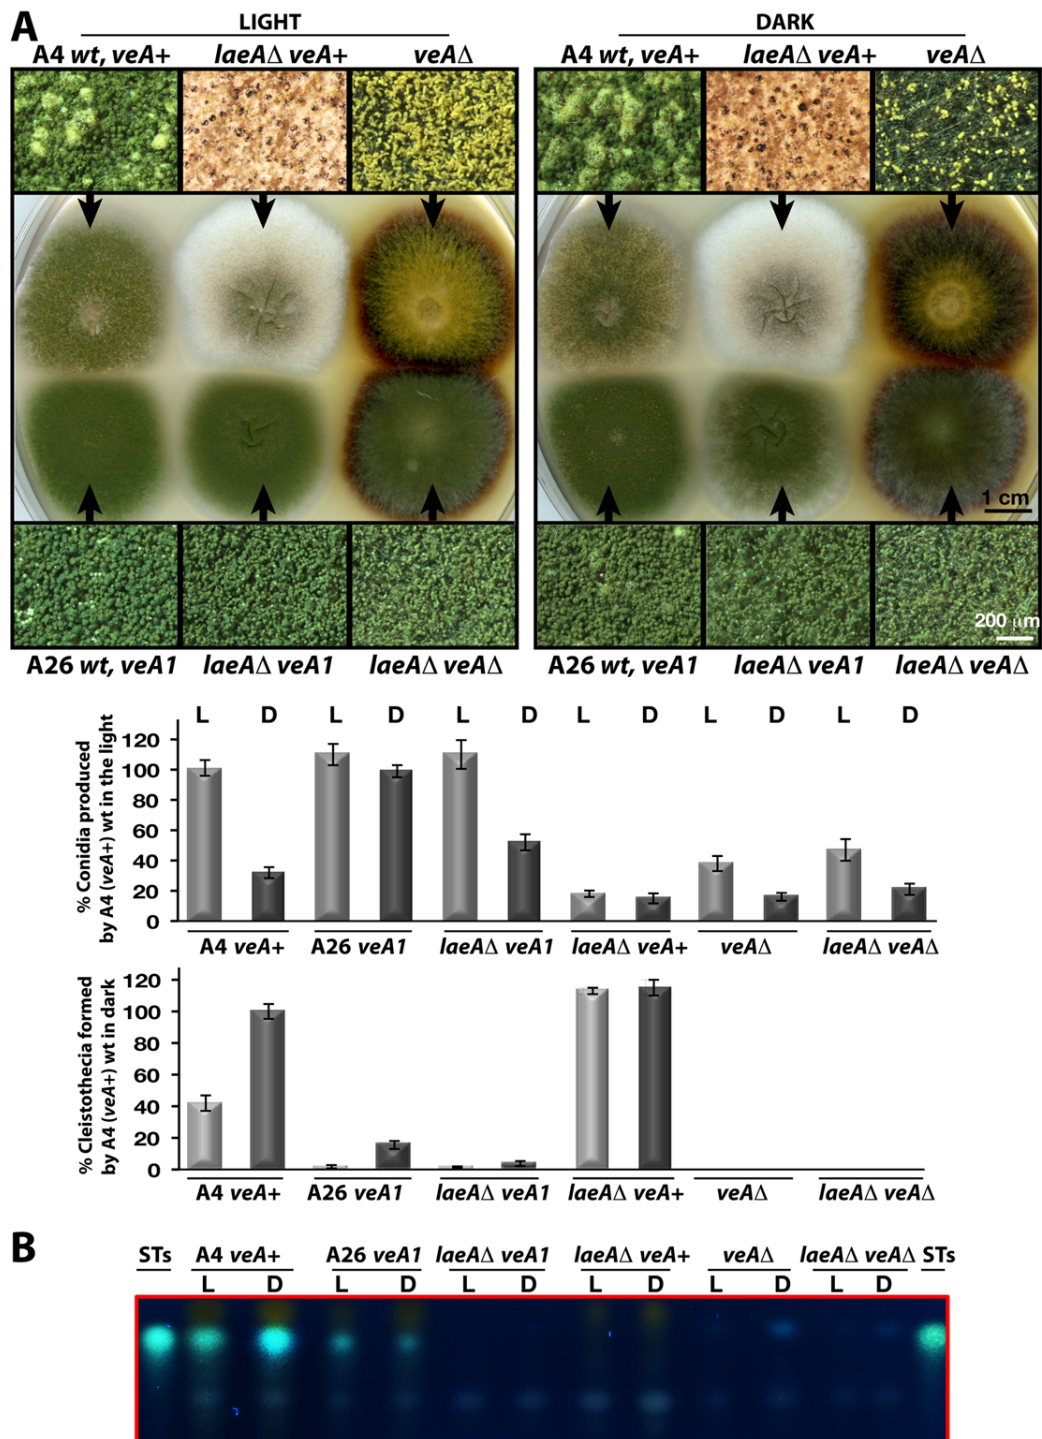 A
LIGHT DARK
A4 wt, veA+ laeAΔ veA+ veAΔ A4 wt, veA+ laeAΔ veA+ veAΔ
1 cm
200 μm
A26 wt, veA1 laeAΔ veA1 laeAΔ veAΔ A26 wt, veA1 laeAΔ veA1 laeAΔ veAΔ
L D L D L D L D L D L D
% Conidia produced
by A4 (veA+) wt in the light
120
100
80
60
40
20
0
A4 veA+ A26 veA1 laeAΔ veA1 laeAΔ veA+ veAΔ laeAΔ veAΔ
% Cleistothecia formed
by A4 (veA+) wt in dark
120
100
80
60
40
20
0
A4 veA+ A26 veA1 laeAΔ veA1 laeAΔ veA+ veAΔ laeAΔ veAΔ
B
STs A4 veA+ A26 veA1 laeAΔ veA1 laeAΔ veA+ veAΔ laeAΔ veAΔ STs
L D L D L D L D L D L D